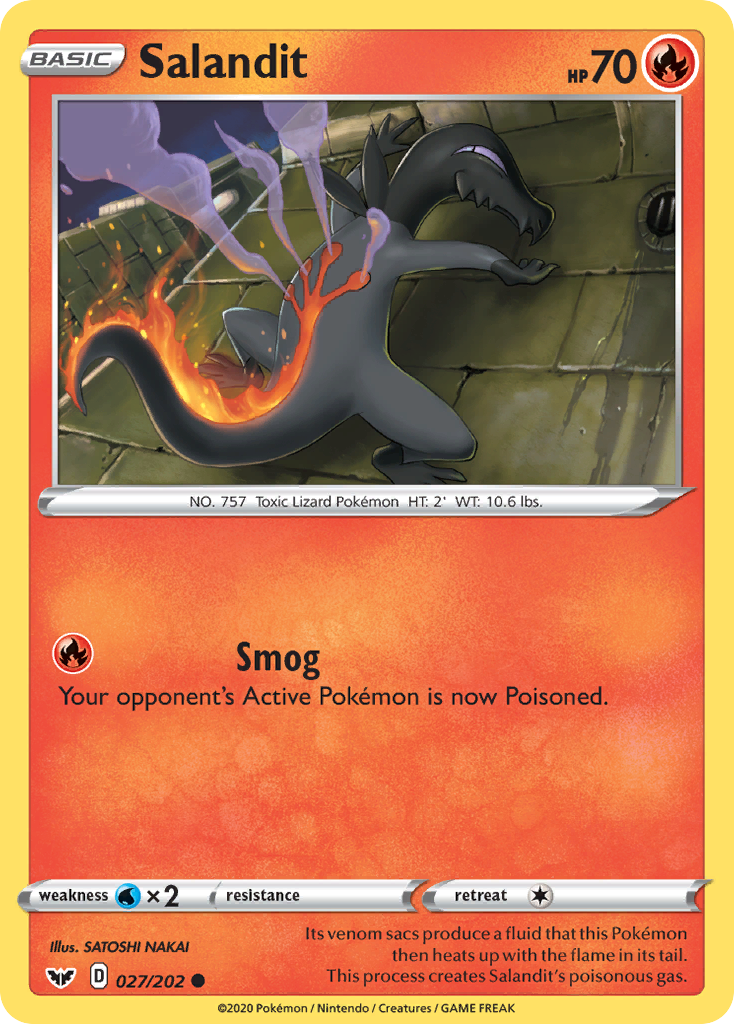 BASIC
Salandit
HP 70
NO. 757 Toxic Lizard Pokémon HT: 2' WT: 10.6 lbs.
Smog
Your opponent's Active Pokémon is now Poisoned.
weakness ×2 resistance retreat
Illus. SATOSHI NAKAI
Its venom sacs produce a fluid that this Pokémon
then heats up with the flame in its tail.
This process creates Salandit's poisonous gas.
D 027/202
©2020 Pokémon / Nintendo / Creatures / GAME FREAK